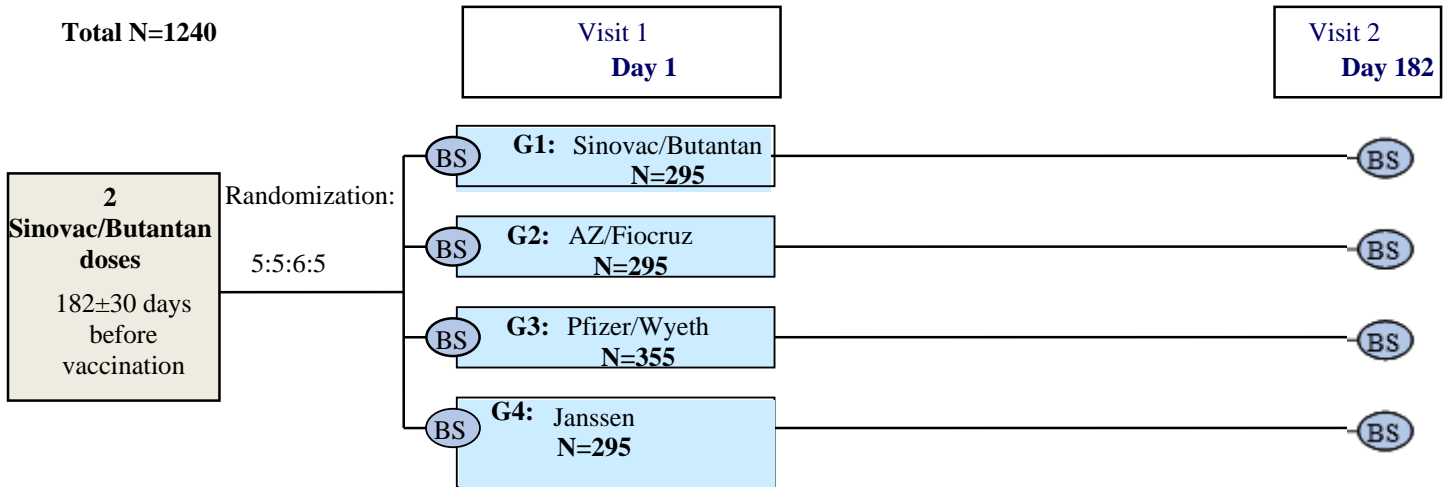 Total N=1240
Visit 1
Day 1
Visit 2
Day 182
2
Sinovac/Butantan
doses
182±30 days
before
vaccination
Randomization:
5:5:6:5
BS
G1: Sinovac/Butantan
N=295
BS
BS
G2: AZ/Fiocruz
N=295
BS
BS
G3: Pfizer/Wyeth
N=355
BS
BS
G4: Janssen
N=295
BS